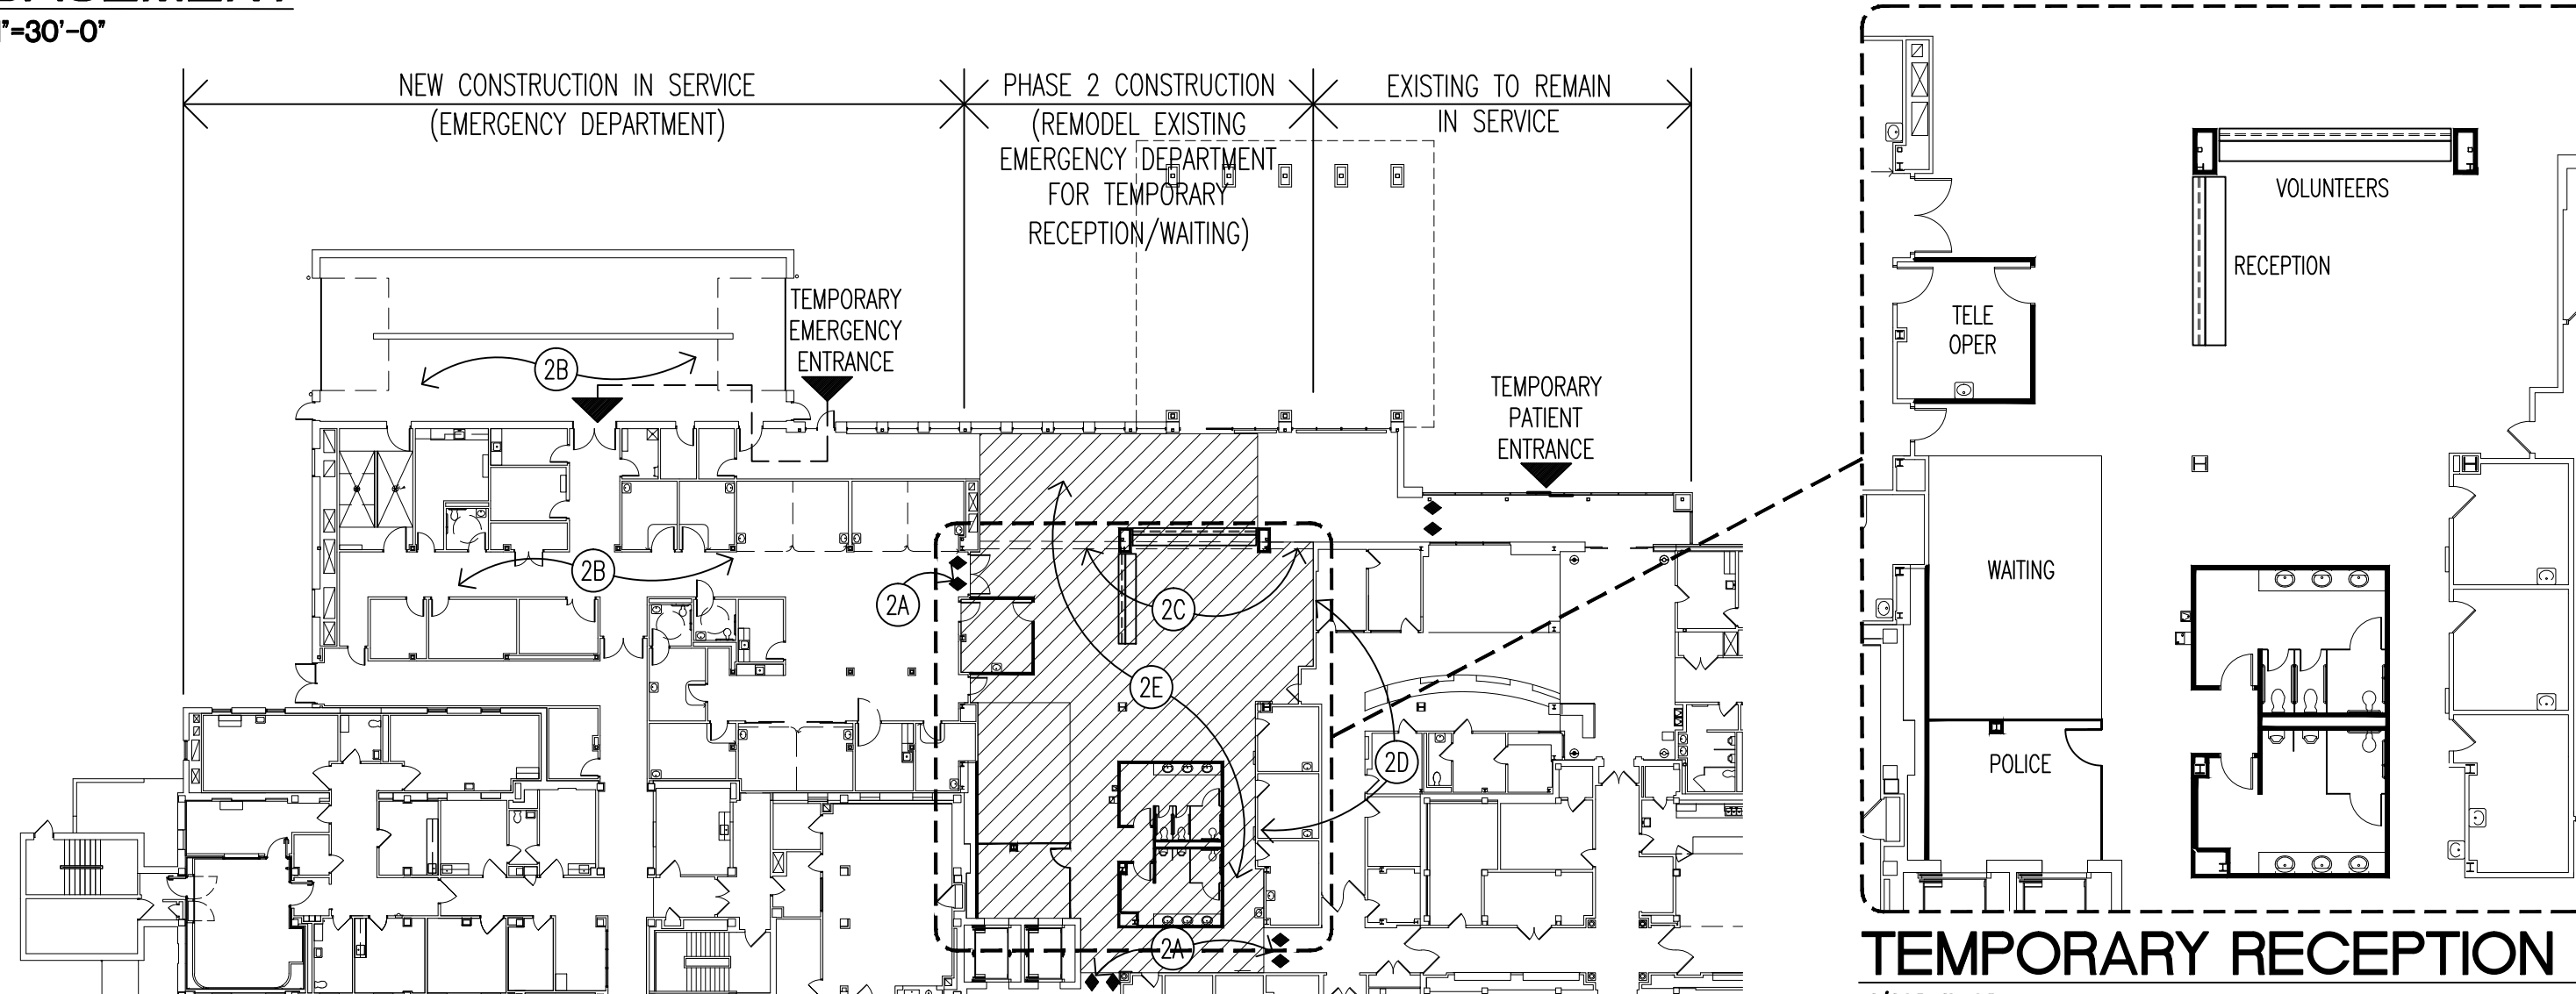 1"=30'-0"
NEW CONSTRUCTION IN SERVICE
(EMERGENCY DEPARTMENT)
PHASE 2 CONSTRUCTION
(REMODEL EXISTING
EMERGENCY DEPARTMENT
FOR TEMPORARY
RECEPTION/WAITING)
EXISTING TO REMAIN
IN SERVICE
TEMPORARY
EMERGENCY
ENTRANCE
TEMPORARY
PATIENT
ENTRANCE
2B
2B
2A
2C
2E
2D
2A
VOLUNTEERS
RECEPTION
TELE
OPER
WAITING
POLICE
TEMPORARY RECEPTION